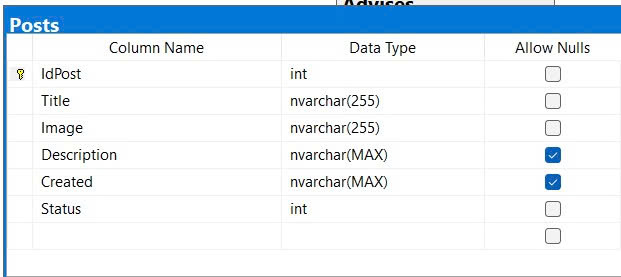 Advises
Posts
Column Name Data Type Allow Nulls
IdPost int
Title nvarchar(255)
Image nvarchar(255)
Description nvarchar(MAX)
Created nvarchar(MAX)
Status int